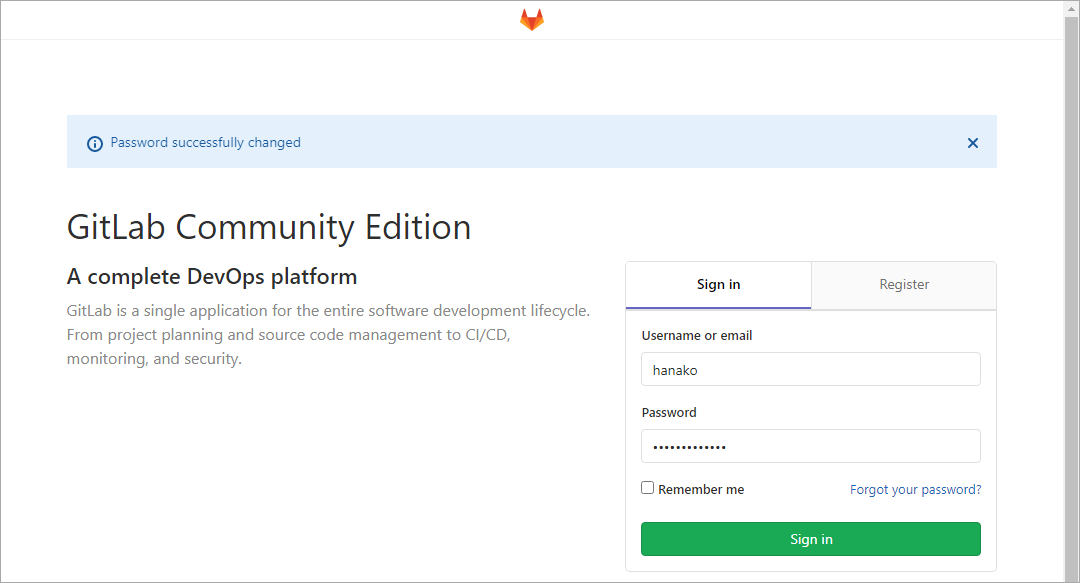 Password successfully changed
GitLab Community Edition
A complete DevOps platform
GitLab is a single application for the entire software development lifecycle.
From project planning and source code management to CI/CD,
monitoring, and security.
Sign in
Register
Username or email
hanako
Password
•••••••••••••
Remember me
Forgot your password?
Sign in